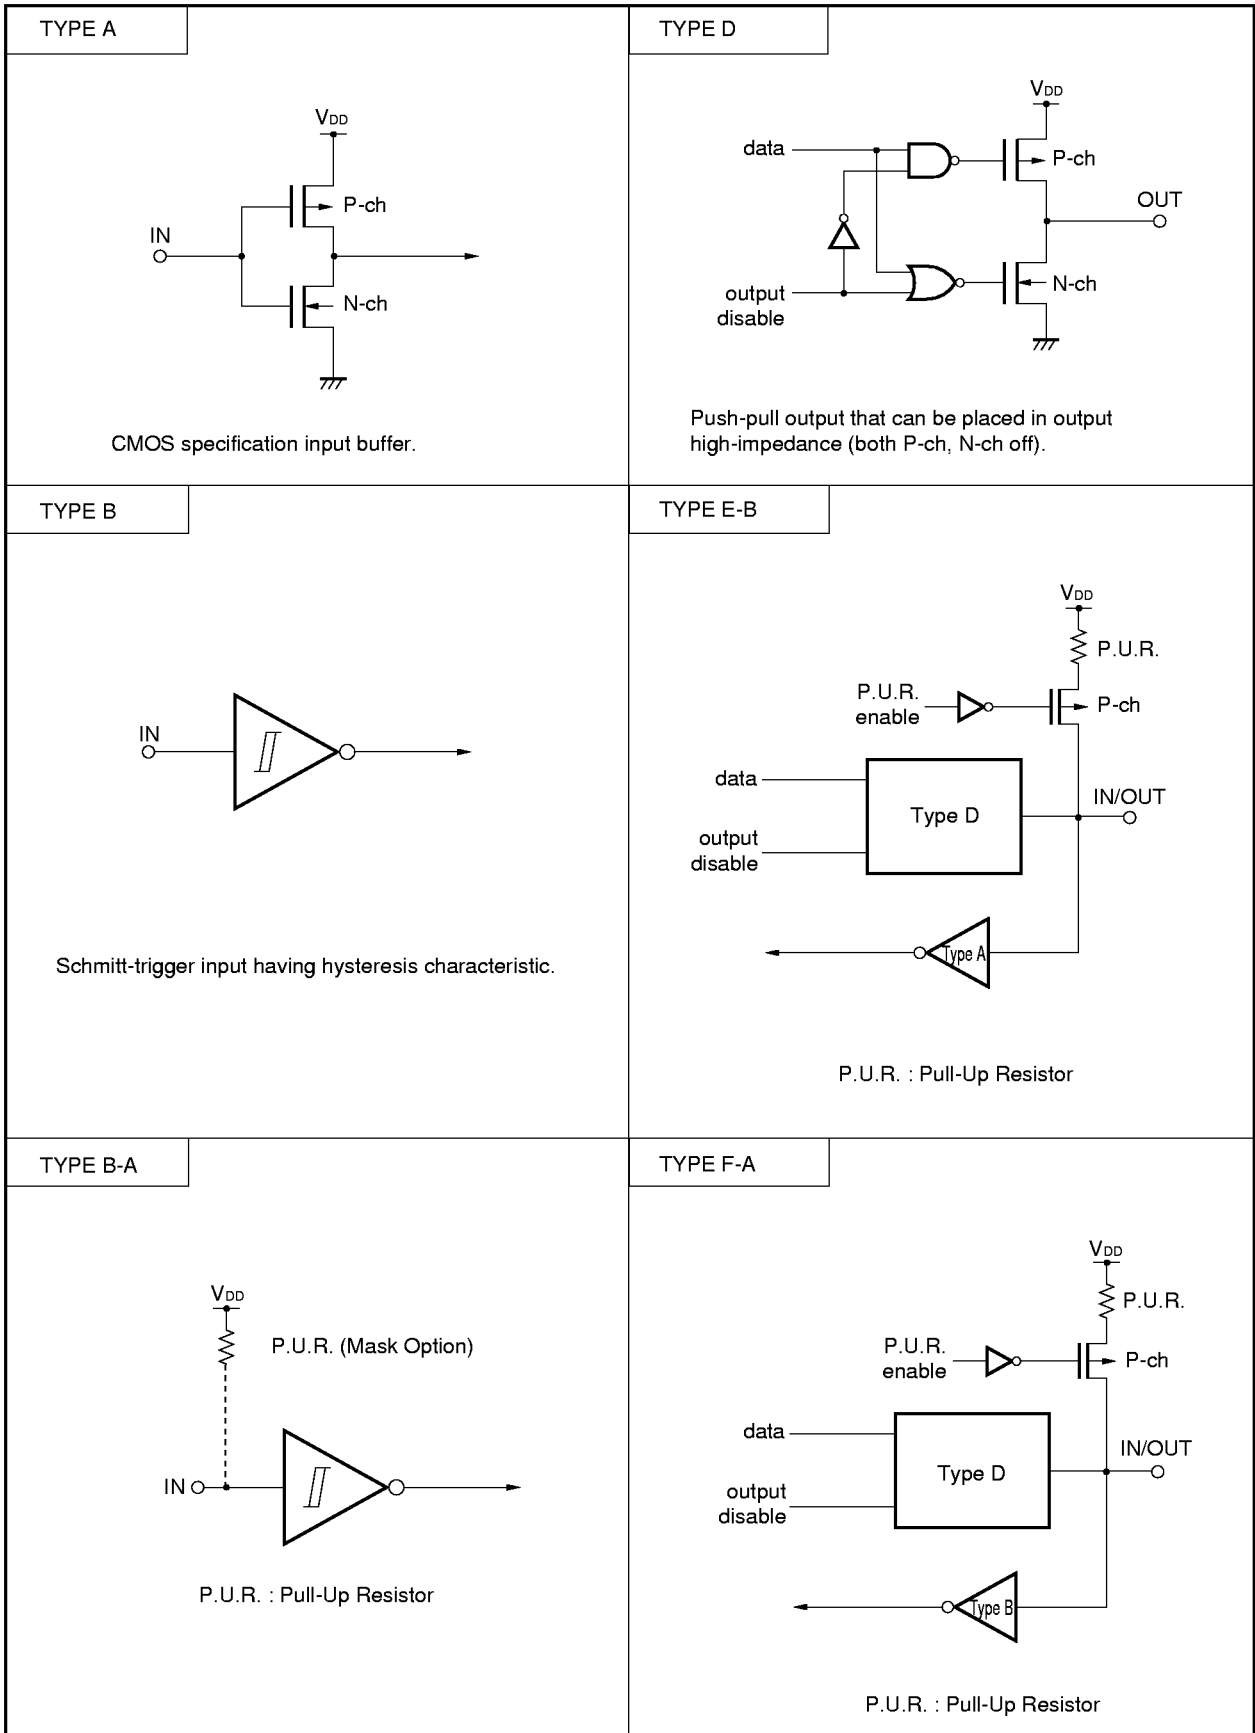 TYPE A
VDD
P-ch
IN
N-ch
CMOS specification input buffer.
TYPE D
VDD
data
P-ch
OUT
output
disable
N-ch
Push-pull output that can be placed in output
high-impedance (both P-ch, N-ch off).
TYPE B
IN
Schmitt-trigger input having hysteresis characteristic.
TYPE E-B
VDD
P.U.R.
P.U.R.
enable
P-ch
data
Type D
IN/OUT
output
disable
Type A
P.U.R. : Pull-Up Resistor
TYPE B-A
VDD
P.U.R. (Mask Option)
IN
P.U.R. : Pull-Up Resistor
TYPE F-A
VDD
P.U.R.
P.U.R.
enable
P-ch
data
Type D
IN/OUT
output
disable
Type B
P.U.R. : Pull-Up Resistor